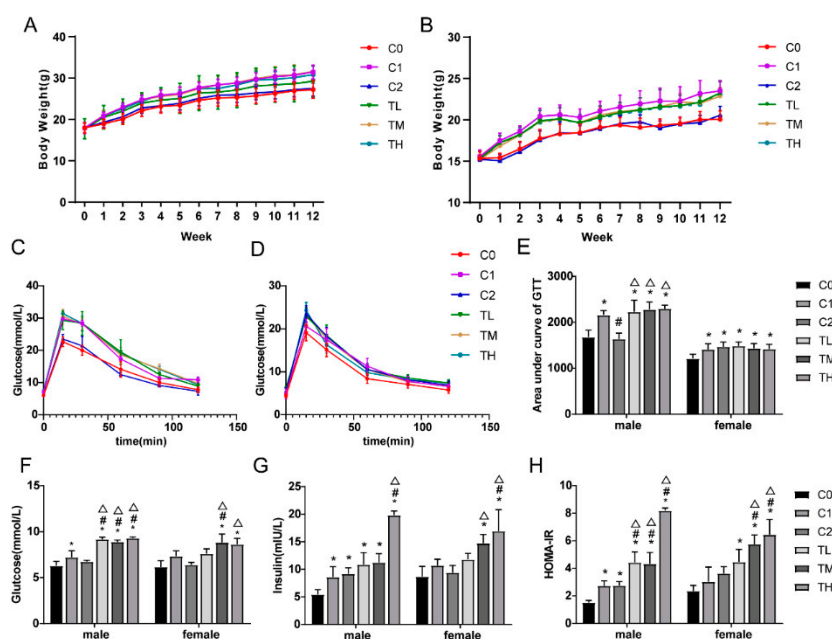 A
B
Body Weight(g)
40
30
20
10
0
0 1 2 3 4 5 6 7 8 9 10 11 12
Week
C0
C1
C2
TL
TM
TH
Body Weight(g)
25
20
15
10
0 1 2 3 4 5 6 7 8 9 10 11 12
Week
C0
C1
C2
TL
TM
TH
C
D
E
Glutcose(mmol/L)
40
30
20
10
0
0 50 100 150
time(min)
Glutcose(mmol/L)
40
30
20
10
0
0 50 100 150
time(min)
C0
C1
C2
TL
TM
TH
Area under curve of GTT
3000
2000
1000
0
* # △ * △ * △ *
* * * * *
male female
C0
C1
C2
TL
TM
TH
F
G
H
Glutcose(mmol/L)
15
10
5
0
* △ # * △ # * △ # *
△ # * △ *
male female
Insulin(mIU/L)
25
20
15
10
5
0
* * * * △ # *
△ * △ # *
male female
HOMA-IR
10
8
6
4
2
0
* * △ # * △ # * △ # *
* △ # * △ # *
male female
C0
C1
C2
TL
TM
TH